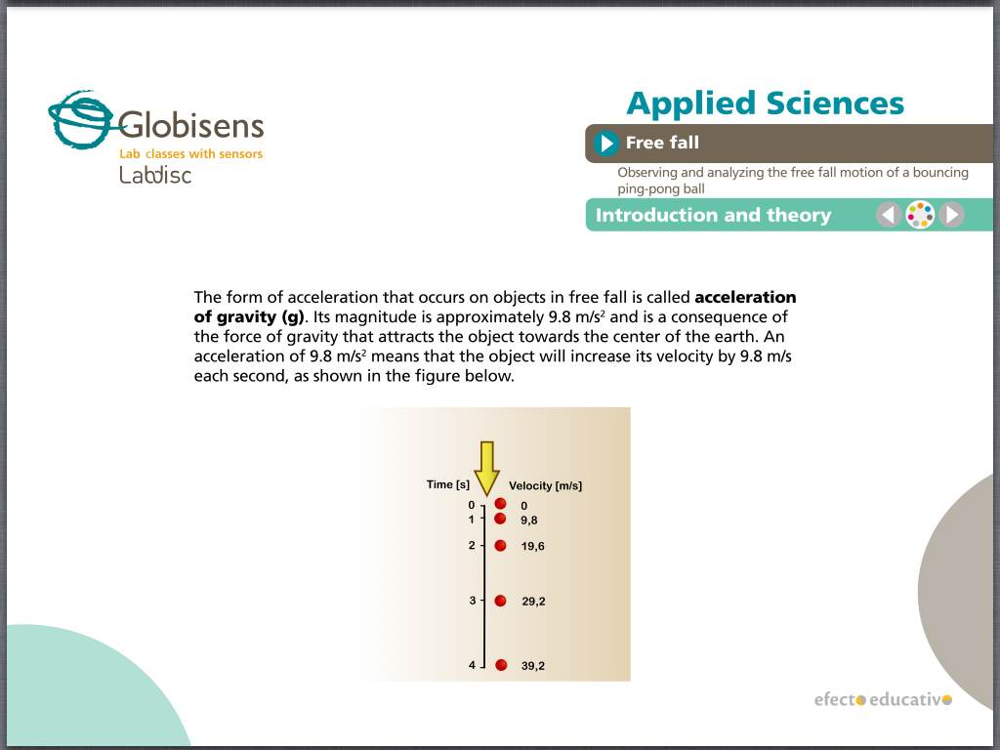 Globisens
Lab classes with sensors
Labdisc
Applied Sciences
Free fall
Observing and analyzing the free fall motion of a bouncing
ping-pong ball
Introduction and theory
The form of acceleration that occurs on objects in free fall is called acceleration
of gravity (g). Its magnitude is approximately 9.8 m/s² and is a consequence of
the force of gravity that attracts the object towards the center of the earth. An
acceleration of 9.8 m/s² means that the object will increase its velocity by 9.8 m/s
each second, as shown in the figure below.
Time [s] Velocity [m/s]
0 0
1 9,8
2 19,6
3 29,2
4 39,2
efecto educativo